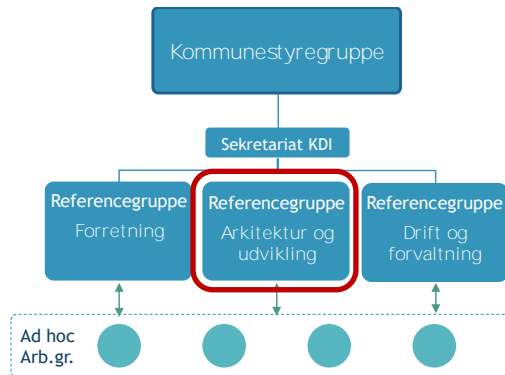 Kommunestyregruppe
Sekretariat KDI
Referencegruppe
Forretning
Referencegruppe
Arkitektur og
udvikling
Referencegruppe
Drift og
forvaltning
Ad hoc
Arb.gr.